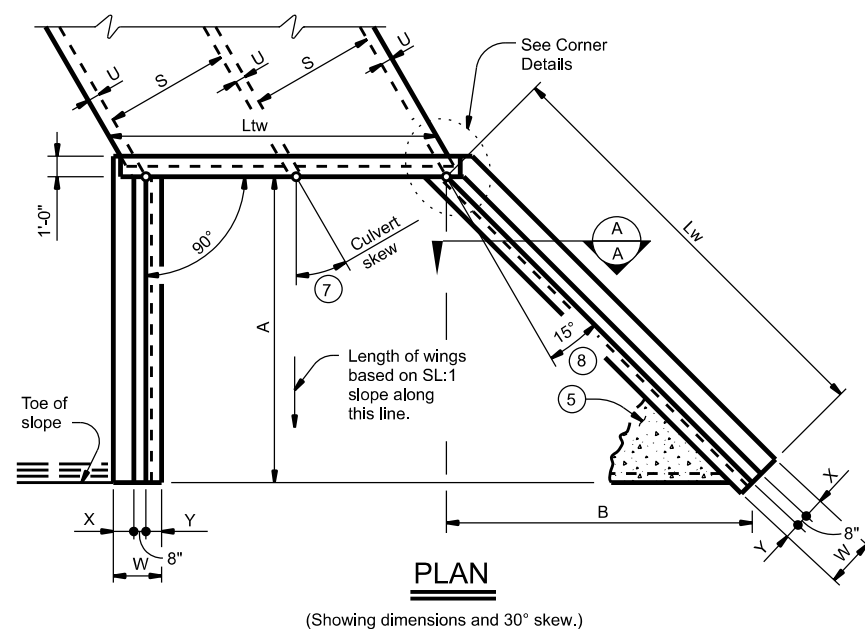 See Corner
Details
U
S
U
S
U
Ltw
1'-0"
90°
Culvert
skew
7
A
A
A
Lw
15°
8
5
Length of wings
based on SL:1
slope along
this line.
Toe of
slope
X
Y
8"
W
B
X
8"
Y
W
PLAN
(Showing dimensions and 30° skew.)